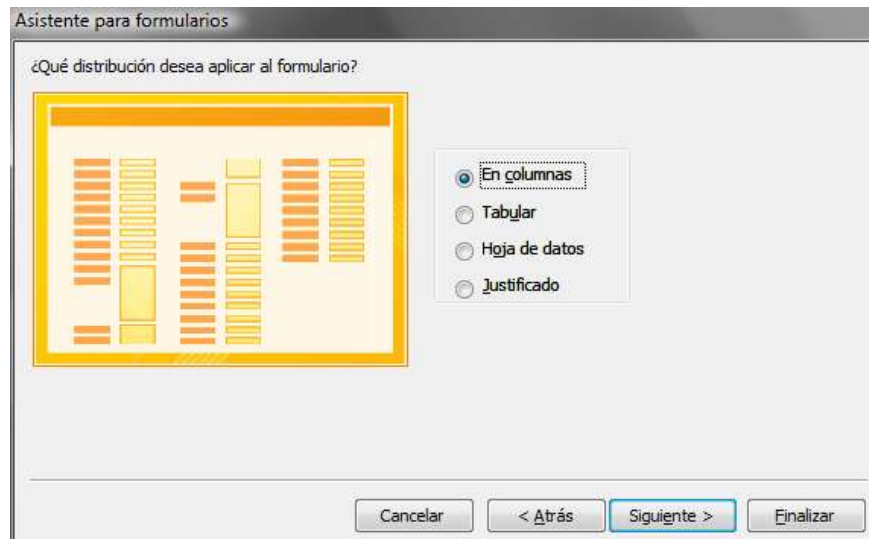 Asistente para formularios
¿Qué distribución desea aplicar al formulario?
En columnas
Tabular
Hoja de datos
Justificado
Cancelar
< Atrás
Siguiente >
Finalizar